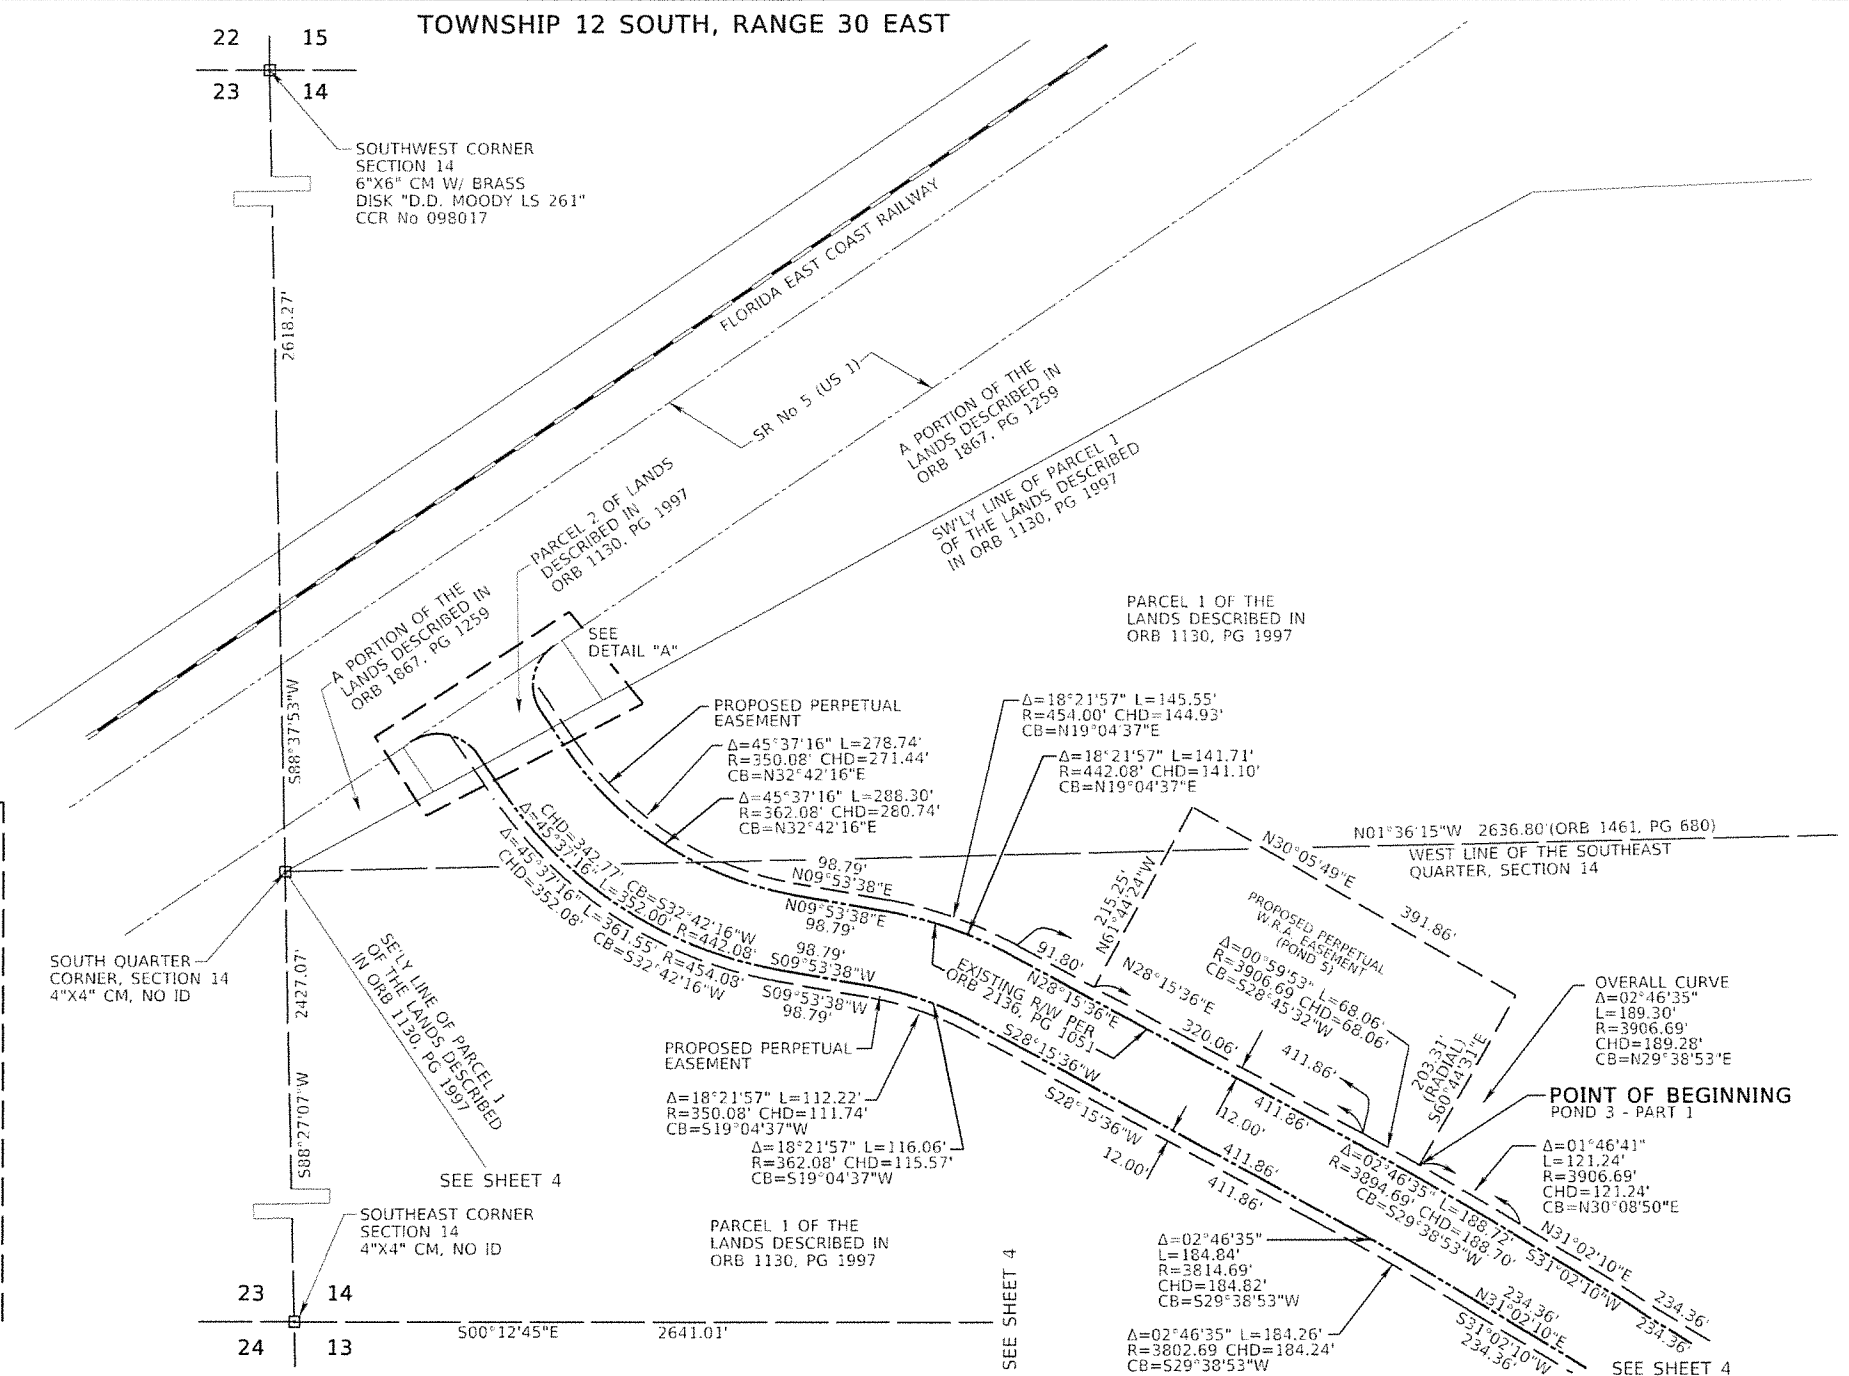 TOWNSHIP 12 SOUTH, RANGE 30 EAST
22 15
23 14
SOUTHWEST CORNER
SECTION 14
6"X6" CM W/ BRASS
DISK "D.D. MOODY LS 261"
CCR No 098017
2618.27'
S88°37'53"W
FLORIDA EAST COAST RAILWAY
SR No 5 (US 1)
A PORTION OF THE
LANDS DESCRIBED IN
ORB 1867, PG 1259
SW'LY LINE OF PARCEL 1
OF THE LANDS DESCRIBED
IN ORB 1130, PG 1997
PARCEL 2 OF LANDS
DESCRIBED IN
ORB 1130, PG 1997
A PORTION OF THE
LANDS DESCRIBED IN
ORB 1867, PG 1259
SEE
DETAIL "A"
PARCEL 1 OF THE
LANDS DESCRIBED IN
ORB 1130, PG 1997
PROPOSED PERPETUAL
EASEMENT
Δ=45°37'16" L=278.74'
R=350.08' CHD=271.44'
CB=N32°42'16"E
Δ=45°37'16" L=288.30'
R=362.08' CHD=280.74'
CB=N32°42'16"E
Δ=18°21'57" L=145.55'
R=454.00' CHD=144.93'
CB=N19°04'37"E
Δ=18°21'57" L=141.71'
R=442.08' CHD=141.10'
CB=N19°04'37"E
N01°36'15"W 2636.80'(ORB 1461, PG 680)
WEST LINE OF THE SOUTHEAST
QUARTER, SECTION 14
CHD=342.77' CB=S32°42'16"W
Δ=45°37'16" L=352.00' R=442.08'
Δ=45°37'16" L=361.55' R=454.08'
CHD=352.08' CB=S32°42'16"W
98.79'
N09°53'38"E
N09°53'38"E
98.79'
98.79'
S09°53'38"W
S09°53'38"W
98.79'
91.80'
N28°15'36"E
EXISTING R/W PER
ORB 2136, PG 1051
215.25'
N61°44'24"W
N30°05'49"E
391.86'
PROPOSED PERPETUAL
W.R.A. EASEMENT
(POND 5)
Δ=00°59'53" L=68.06'
R=3906.69 CHD=68.06'
CB=S28°45'32"W
N28°15'36"E
320.06'
411.86'
203.31'
(RADIAL)
S60°44'31"E
OVERALL CURVE
Δ=02°46'35"
L=189.30'
R=3906.69'
CHD=189.28'
CB=N29°38'53"E
POINT OF BEGINNING
POND 3 - PART 1
Δ=01°46'41"
L=121.24'
R=3906.69'
CHD=121.24'
CB=N30°08'50"E
SOUTH QUARTER
CORNER, SECTION 14
4"X4" CM, NO ID
2427.07'
S88°27'07"W
SE'LY LINE OF PARCEL 1
OF THE LANDS DESCRIBED
IN ORB 1130, PG 1997
SEE SHEET 4
PROPOSED PERPETUAL
EASEMENT
Δ=18°21'57" L=112.22'
R=350.08' CHD=111.74'
CB=S19°04'37"W
Δ=18°21'57" L=116.06'
R=362.08' CHD=115.57'
CB=S19°04'37"W
S28°15'36"W
S28°15'36"W
12.00'
12.00'
411.86'
411.86'
411.86'
Δ=02°46'35" L=188.72'
R=3894.69' CHD=188.70'
CB=S29°38'53"W
N31°02'10"E
234.36'
S31°02'10"W
234.36'
234.36'
N31°02'10"E
S31°02'10"W
234.36'
SOUTHEAST CORNER
SECTION 14
4"X4" CM, NO ID
PARCEL 1 OF THE
LANDS DESCRIBED IN
ORB 1130, PG 1997
Δ=02°46'35"
L=184.84'
R=3814.69'
CHD=184.82'
CB=S29°38'53"W
Δ=02°46'35" L=184.26'
R=3802.69 CHD=184.24'
CB=S29°38'53"W
23 14
24 13
S00°12'45"E 2641.01'
SEE SHEET 4
SEE SHEET 4